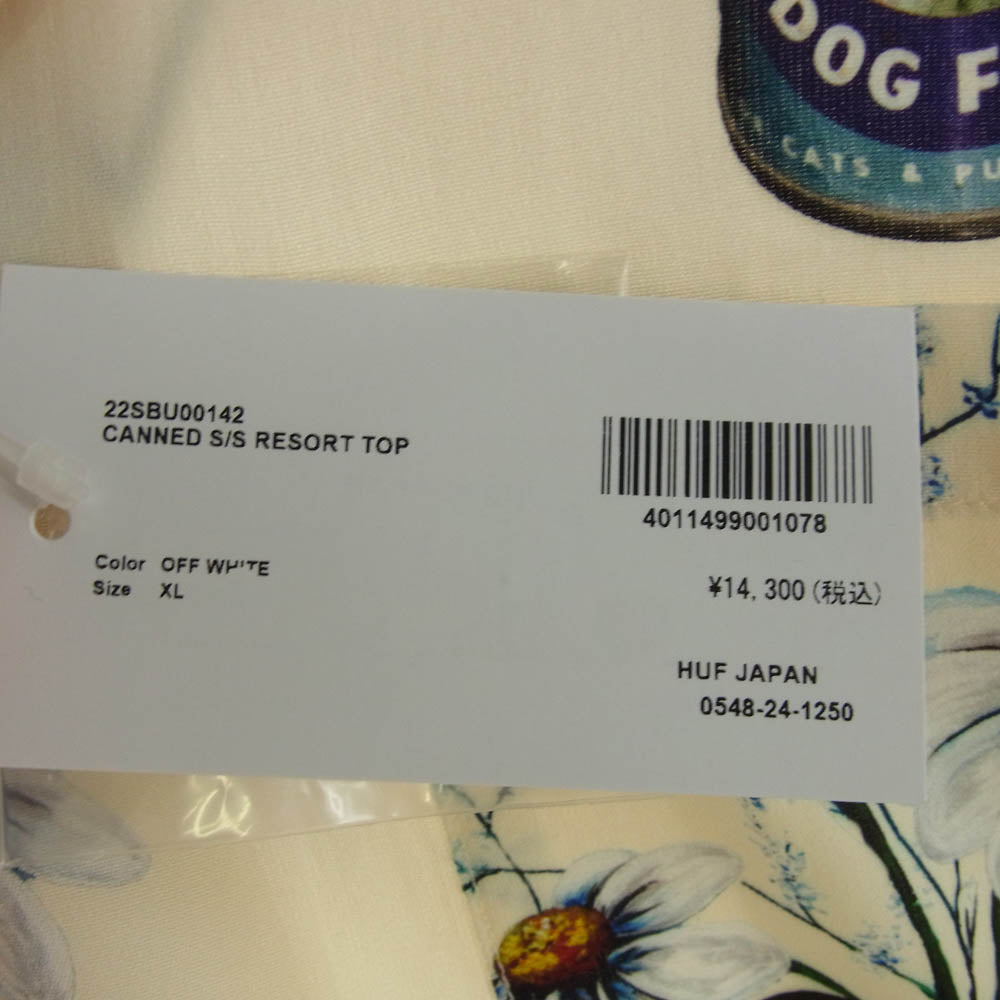 DOG F
CATS & PU
22SBU00142
CANNED S/S RESORT TOP
4011499001078
Color OFF WHITE
Size XL
¥14,300(税込)
HUF JAPAN
0548-24-1250